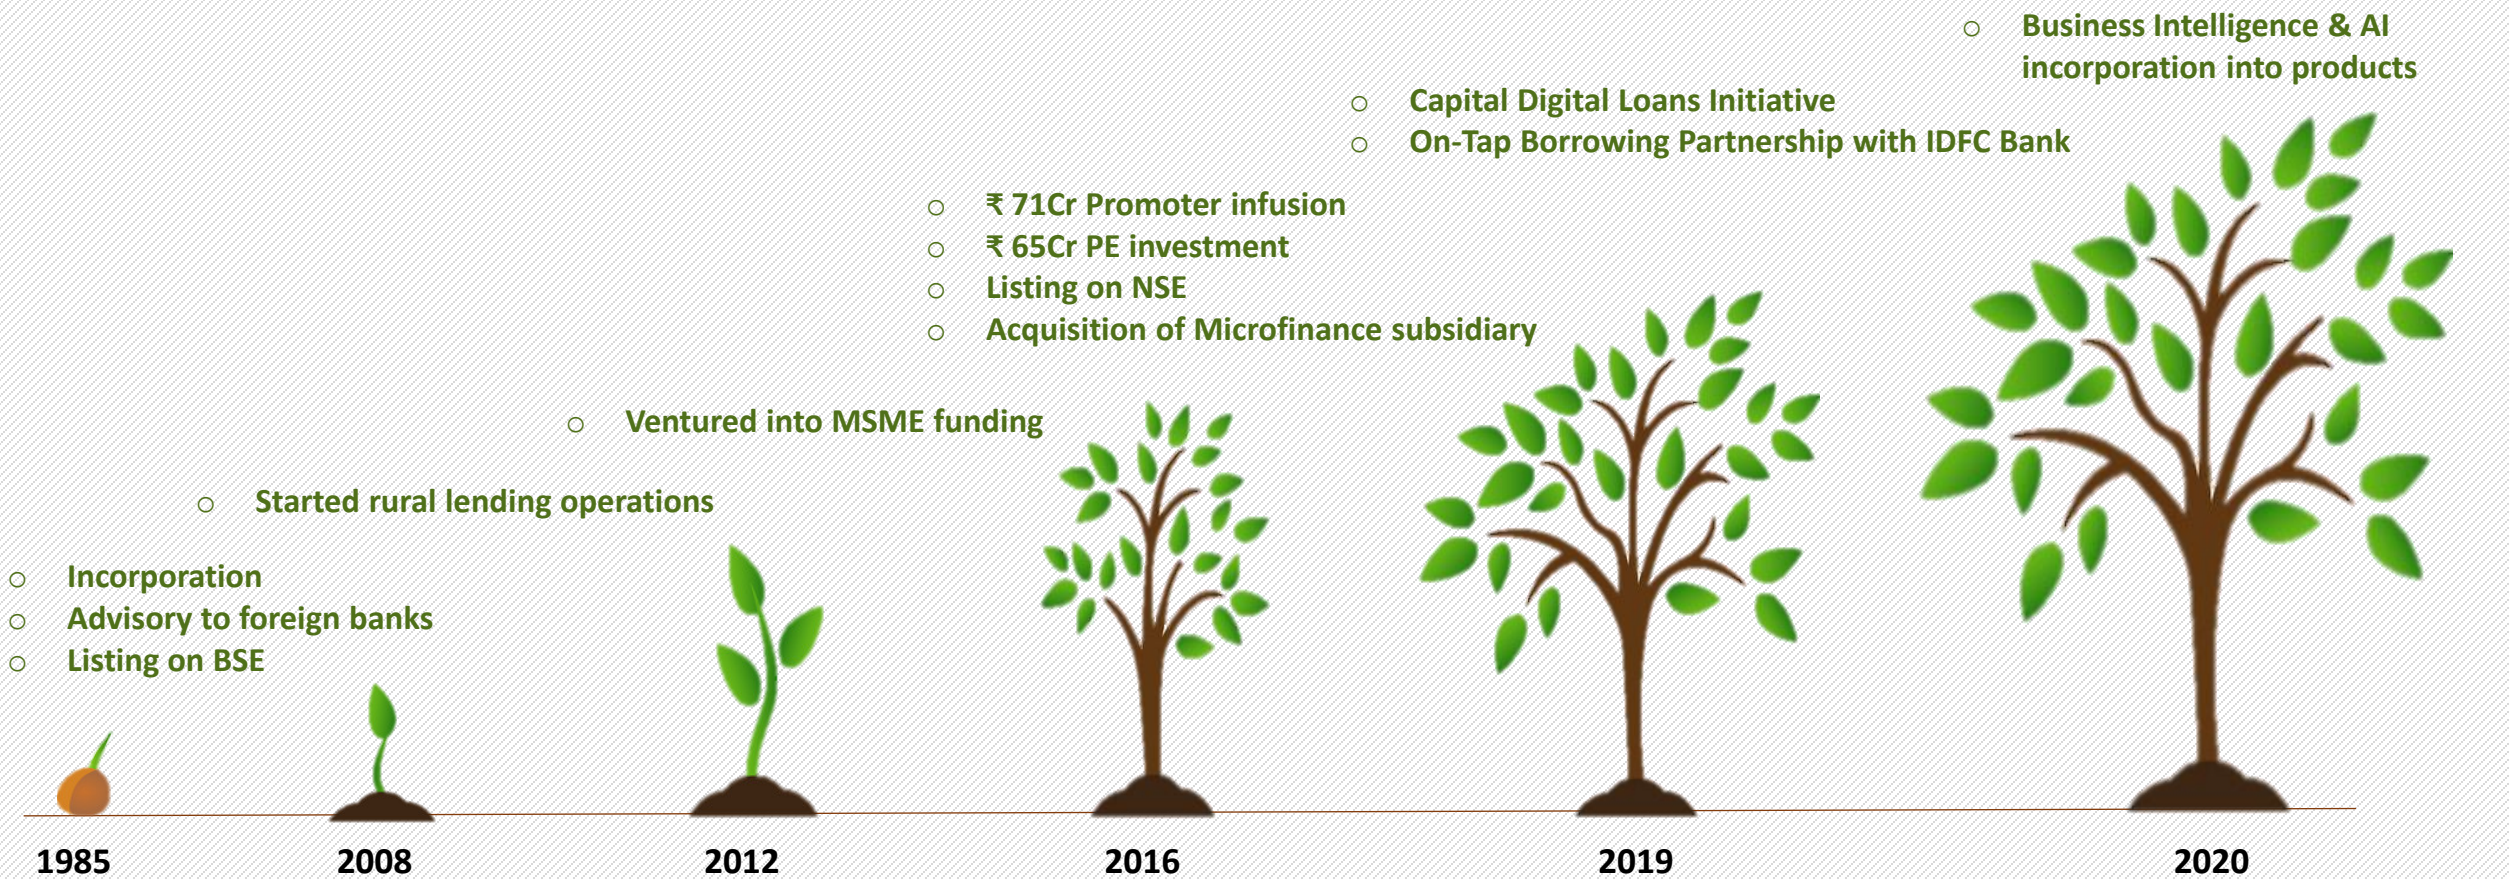 o Business Intelligence & AI
incorporation into products
o Capital Digital Loans Initiative
o On-Tap Borrowing Partnership with IDFC Bank
o ₹ 71Cr Promoter infusion
o ₹ 65Cr PE investment
o Listing on NSE
o Acquisition of Microfinance subsidiary
o Ventured into MSME funding
o Started rural lending operations
o Incorporation
o Advisory to foreign banks
o Listing on BSE
1985 2008 2012 2016 2019 2020